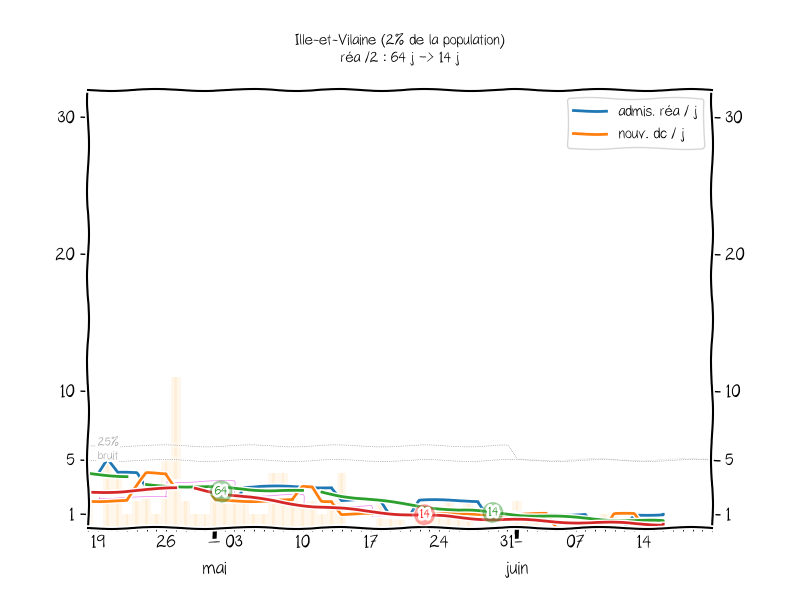 Ille-et-Vilaine (2% de la population)
réa /2 : 64 j -> 14 j
admis. réa / j
nouv. dc / j
30
30
20
20
10
10
25%
bruit
5
5
64
14
14
1
1
19 26 03 10 17 24 31 07 14
mai juin